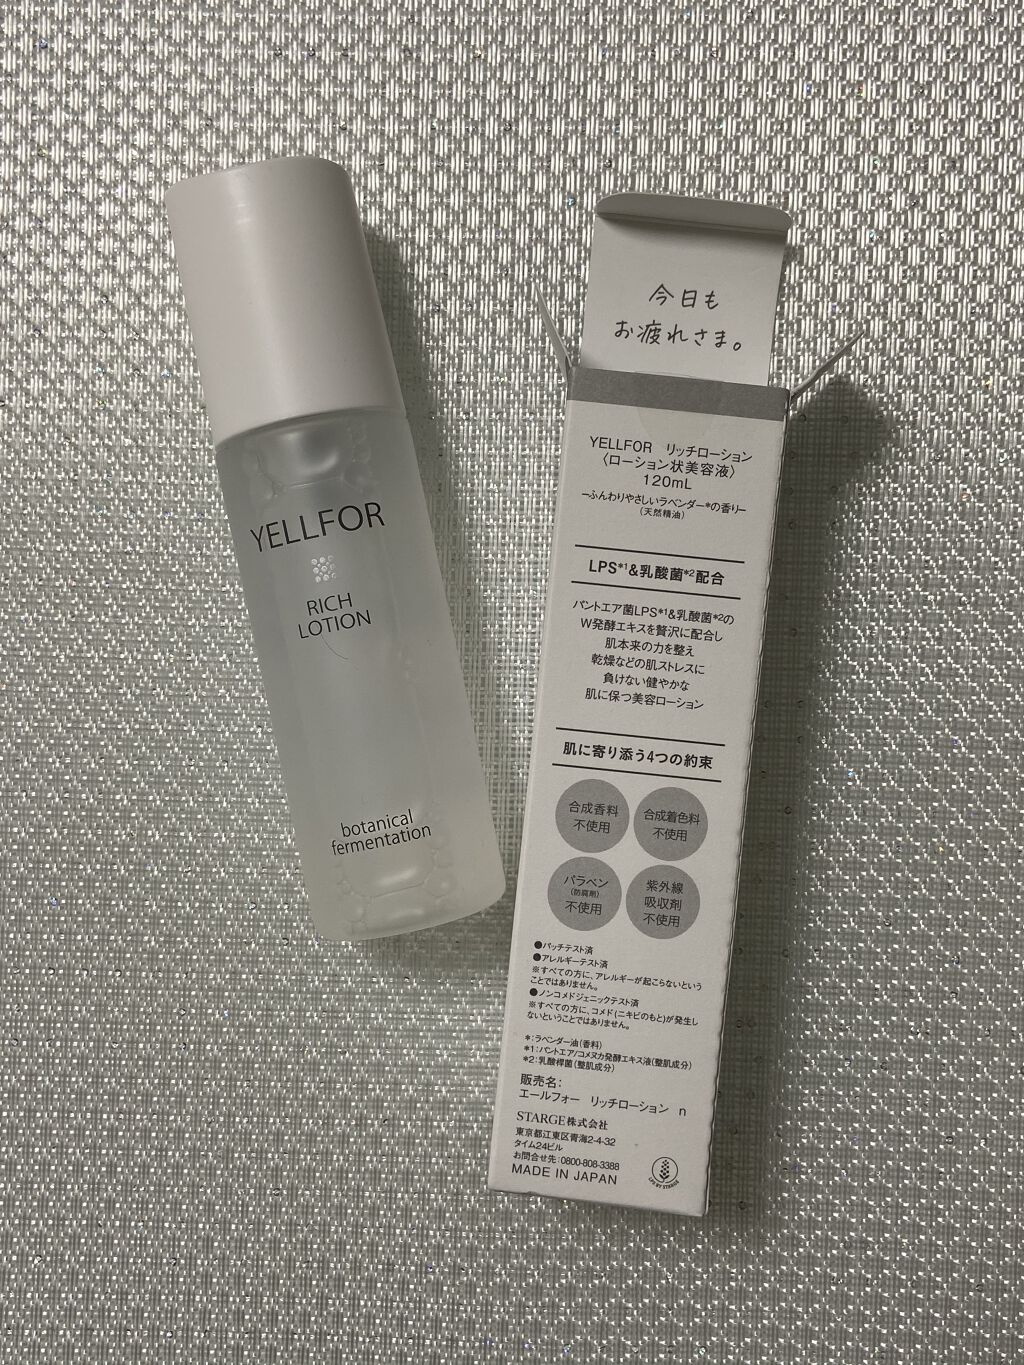 YELLFOR
RICH
LOTION
botanical
fermentation
今日も
お疲れさま。
YELLFOR リッチローション
〈ローション状美容液〉
120mL
ーふんわりやさしいラベンダー*の香りー
(天然精油)
LPS*1&乳酸菌*2配合
パントエア菌LPS*1&乳酸菌*2の
W発酵エキスを贅沢に配合し
肌本来の力を整え
乾燥などの肌ストレスに
負けない健やかな
肌に保つ美容ローション
肌に寄り添う4つの約束
合成香料
不使用
合成着色料
不使用
パラベン
(防腐剤)
不使用
紫外線
吸収剤
不使用
●パッチテスト済
●アレルギーテスト済
※すべての方に、アレルギーが起こらないという
ことではありません。
●ノンコメドジェニックテスト済
※すべての方に、コメド(ニキビのもと)が発生し
ないということではありません。
*:ラベンダー油(香料)
*1:パントエア/コメヌカ発酵エキス液(整肌成分)
*2:乳酸桿菌(整肌成分)
販売名:
エールフォー リッチローション n
STARGE株式会社
東京都江東区青海2-4-32
タイム24ビル
お問合せ先:0800-808-3388
MADE IN JAPAN
LPS BY STARGE